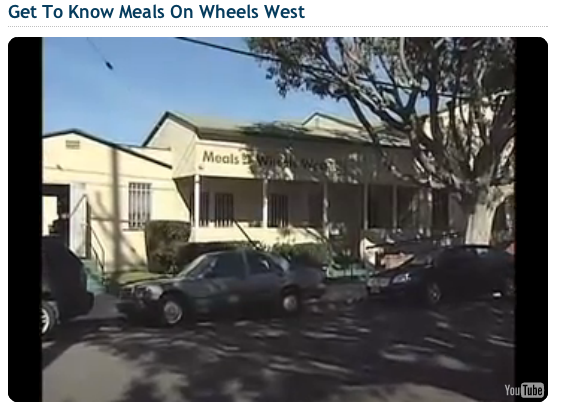 Get To Know Meals On Wheels West
Meals on Wheels West
YouTube